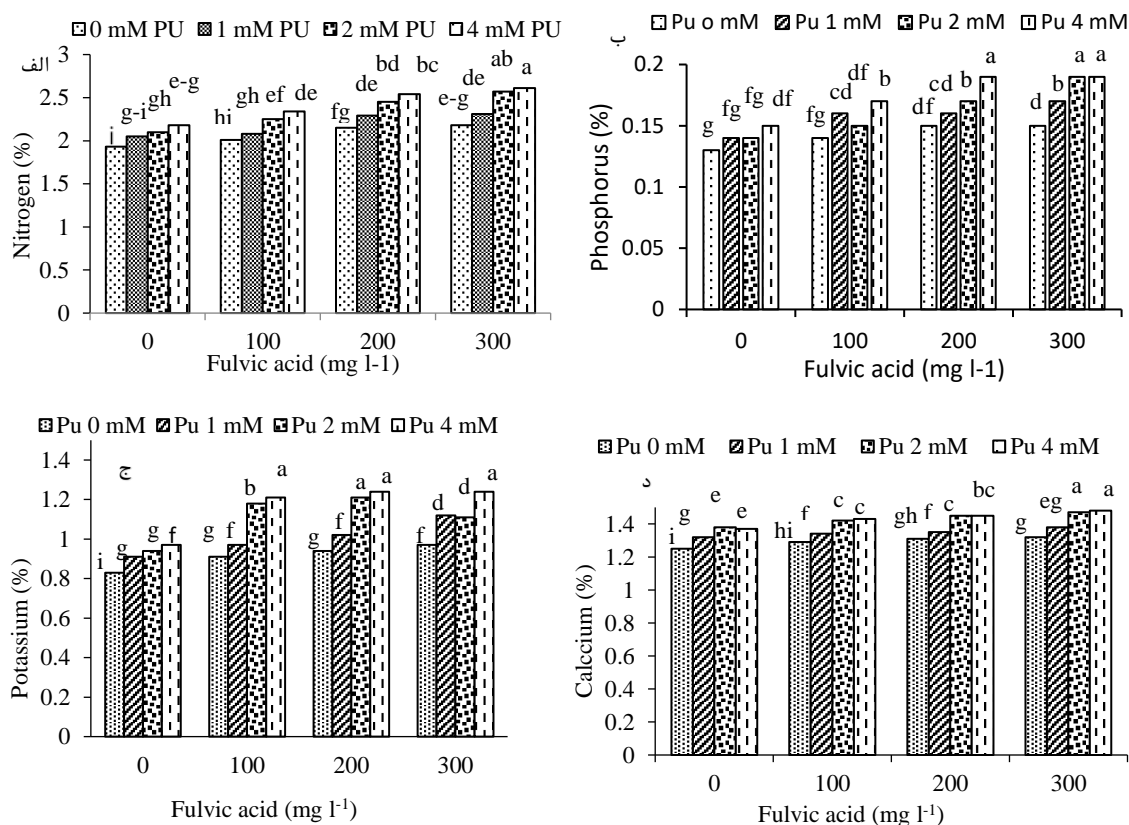 0 mM PU 1 mM PU 2 mM PU 4 mM PU
الف
Nitrogen (%)
3
2.5
2
1.5
1
0.5
0
i g-i gh e-g
hi gh ef de
fg de bd bc
e-g de ab a
0 100 200 300
Fulvic acid (mg l-1)
Pu o mM Pu 1 mM Pu 2 mM Pu 4 mM
ب
Phosphorus (%)
0.2
0.15
0.1
0.05
0
g fg fg df
fg cd df b
df cd b a
d b a a
0 100 200 300
Fulvic acid (mg l-1)
Pu 0 mM Pu 1 mM Pu 2 mM Pu 4 mM
ج
Potassium (%)
1.4
1.2
1
0.8
0.6
0.4
0.2
0
i g g f
g f b a
g f a a
f d d a
0 100 200 300
Fulvic acid (mg l-1)
Pu 0 mM Pu 1 mM Pu 2 mM Pu 4 mM
د
Calccium (%)
1.4
1.2
1
0.8
0.6
0.4
0.2
0
i g e e
hi f c c
gh f c bc
g eg a a
0 100 200 300
Fulvic acid (mg l-1)